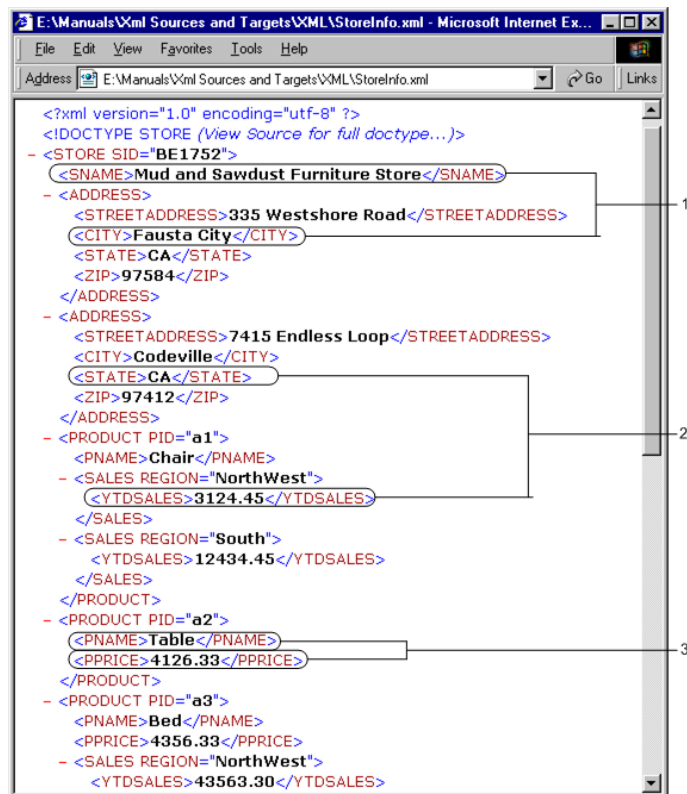 E:\Manuals\Xml Sources and Targets\XML\StoreInfo.xml - Microsoft Internet Ex...
File Edit View Favorites Tools Help
Address E:\Manuals\Xml Sources and Targets\XML\StoreInfo.xml Go Links
<?xml version="1.0" encoding="utf-8" ?>
<!DOCTYPE STORE (View Source for full doctype...)>
- <STORE SID="BE1752">
<SNAME>Mud and Sawdust Furniture Store</SNAME>
- <ADDRESS>
1
<STREETADDRESS>335 Westshore Road</STREETADDRESS>
<CITY>Fausta City</CITY>
<STATE>CA</STATE>
<ZIP>97584</ZIP>
</ADDRESS>
- <ADDRESS>
<STREETADDRESS>7415 Endless Loop</STREETADDRESS>
<CITY>Codeville</CITY>
<STATE>CA</STATE>
<ZIP>97412</ZIP>
</ADDRESS>
2
- <PRODUCT PID="a1">
<PNAME>Chair</PNAME>
- <SALES REGION="NorthWest">
<YTDSALES>3124.45</YTDSALES>
</SALES>
- <SALES REGION="South">
<YTDSALES>12434.45</YTDSALES>
</SALES>
</PRODUCT>
- <PRODUCT PID="a2">
<PNAME>Table</PNAME>
3
<PPRICE>4126.33</PPRICE>
</PRODUCT>
- <PRODUCT PID="a3">
<PNAME>Bed</PNAME>
<PPRICE>4356.33</PPRICE>
- <SALES REGION="NorthWest">
<YTDSALES>43563.30</YTDSALES>